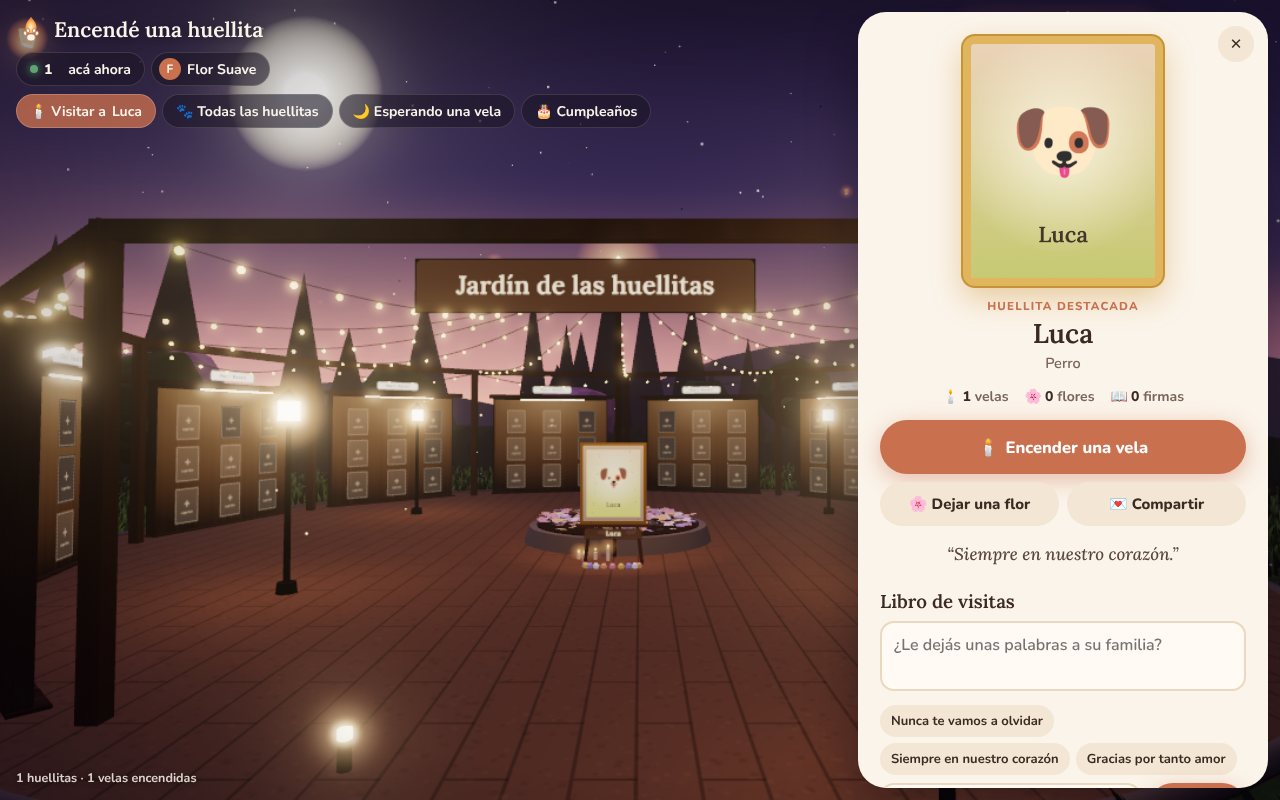 Encendé una huellita
1 acá ahora
F Flor Suave
Visitar a Luca
Todas las huellitas
Esperando una vela
Cumpleaños
Jardín de las huellitas
Luca
Luca
1 huellitas · 1 velas encendidas
✕
Luca
HUELLITA DESTACADA
Luca
Perro
1 velas
0 flores
0 firmas
Encender una vela
Dejar una flor
Compartir
“Siempre en nuestro corazón.”
Libro de visitas
¿Le dejás unas palabras a su familia?
Nunca te vamos a olvidar
Siempre en nuestro corazón
Gracias por tanto amor